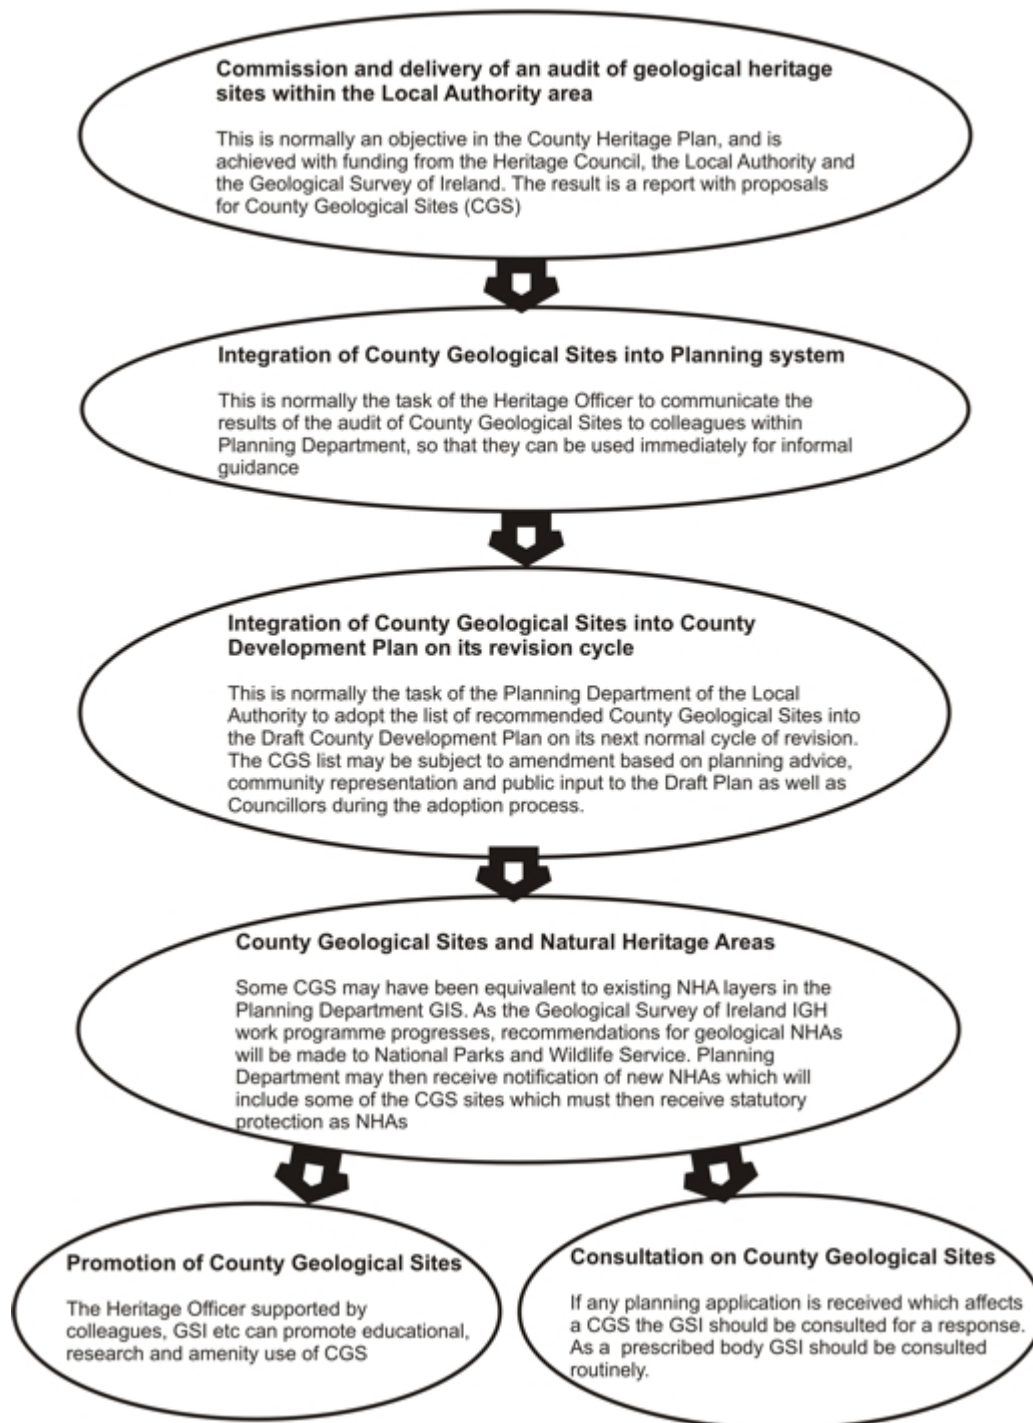 Commission and delivery of an audit of geological heritage
sites within the Local Authority area
This is normally an objective in the County Heritage Plan, and is
achieved with funding from the Heritage Council, the Local Authority and
the Geological Survey of Ireland. The result is a report with proposals
for County Geological Sites (CGS)
Integration of County Geological Sites into Planning system
This is normally the task of the Heritage Officer to communicate the
results of the audit of County Geological Sites to colleagues within
Planning Department, so that they can be used immediately for informal
guidance
Integration of County Geological Sites into County
Development Plan on its revision cycle
This is normally the task of the Planning Department of the Local
Authority to adopt the list of recommended County Geological Sites into
the Draft County Development Plan on its next normal cycle of revision.
The CGS list may be subject to amendment based on planning advice,
community representation and public input to the Draft Plan as well as
Councillors during the adoption process.
County Geological Sites and Natural Heritage Areas
Some CGS may have been equivalent to existing NHA layers in the
Planning Department GIS. As the Geological Survey of Ireland IGH
work programme progresses, recommendations for geological NHAs
will be made to National Parks and Wildlife Service. Planning
Department may then receive notification of new NHAs which will
include some of the CGS sites which must then receive statutory
protection as NHAs
Promotion of County Geological Sites
The Heritage Officer supported by
colleagues, GSI etc can promote educational,
research and amenity use of CGS
Consultation on County Geological Sites
If any planning application is received which affects
a CGS the GSI should be consulted for a response.
As a prescribed body GSI should be consulted
routinely.